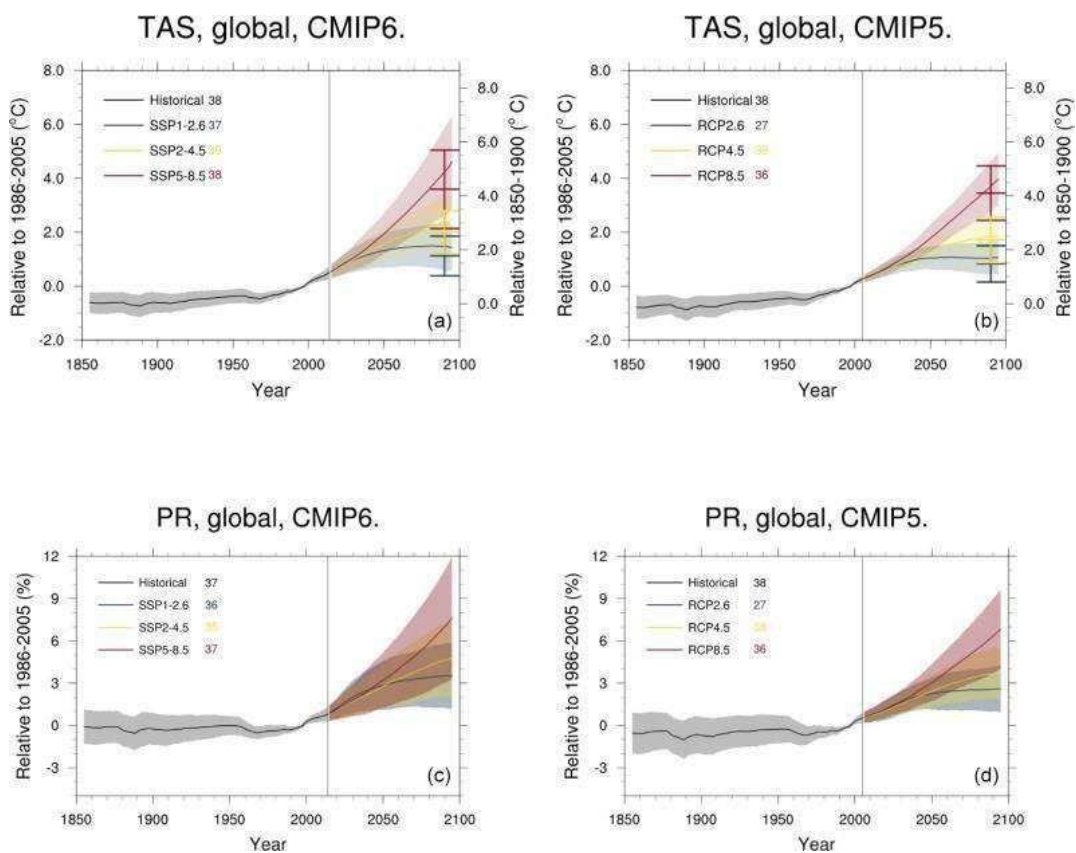 TAS, global, CMIP6.
8.0
6.0
4.0
2.0
0.0
-2.0
Relative to 1986-2005 (°C)
Historical 38
SSP1-2.6 37
SSP2-4.5
SSP5-8.5 38
(a)
8.0
6.0
4.0
2.0
0.0
Relative to 1850-1900 (°C)
1850 1900 1950 2000 2050 2100
Year
TAS, global, CMIP5.
8.0
6.0
4.0
2.0
0.0
-2.0
Relative to 1986-2005 (°C)
Historical 38
RCP2.6 27
RCP4.5
RCP8.5 36
(b)
8.0
6.0
4.0
2.0
0.0
Relative to 1850-1900 (°C)
1850 1900 1950 2000 2050 2100
Year
PR, global, CMIP6.
12
9
6
3
0
-3
Relative to 1986-2005 (%)
Historical 37
SSP1-2.6 36
SSP2-4.5
SSP5-8.5 37
(c)
1850 1900 1950 2000 2050 2100
Year
PR, global, CMIP5.
12
9
6
3
0
-3
Relative to 1986-2005 (%)
Historical 38
RCP2.6 27
RCP4.5
RCP8.5 36
(d)
1850 1900 1950 2000 2050 2100
Year